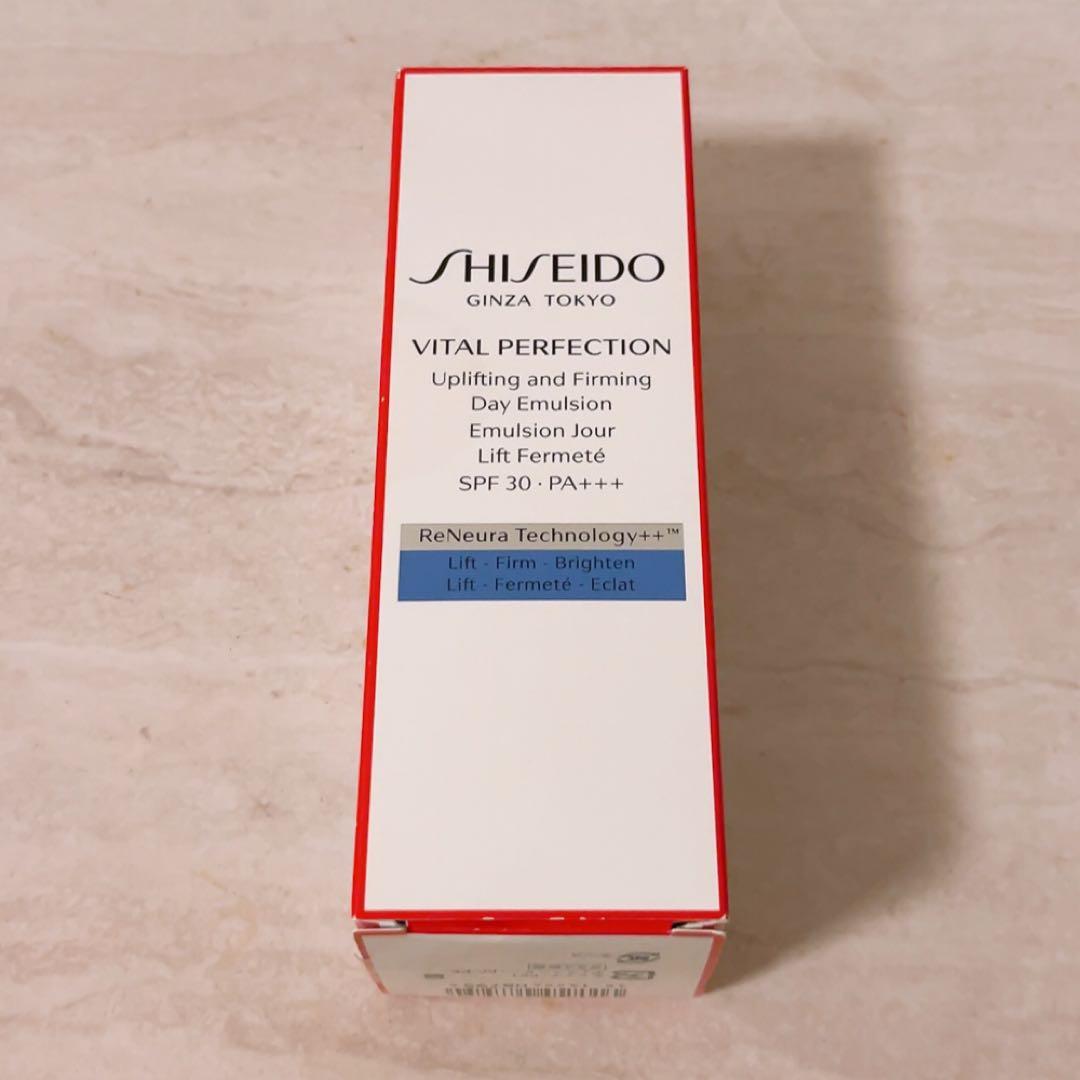 SHISEIDO
GINZA TOKYO
VITAL PERFECTION
Uplifting and Firming
Day Emulsion
Emulsion Jour
Lift Fermeté
SPF 30 · PA+++
ReNeura Technology++™
Lift - Firm - Brighten
Lift - Fermeté - Eclat